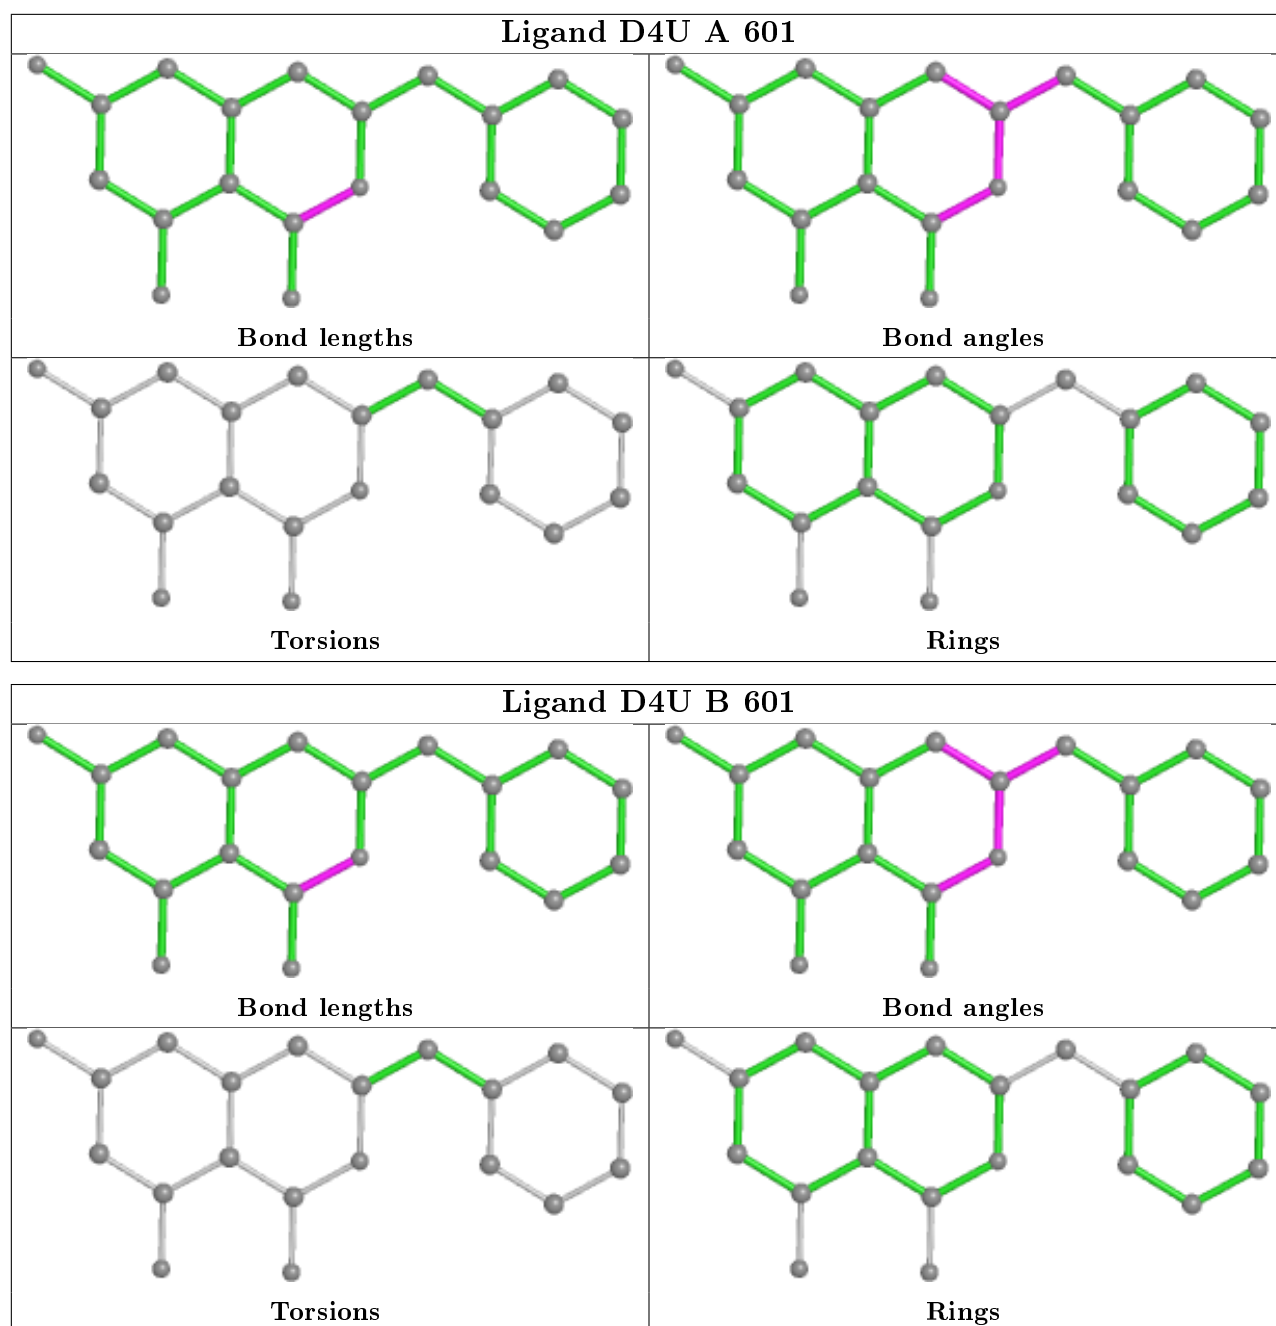 Ligand D4U A 601
Bond lengths
Bond angles
Torsions
Rings
Ligand D4U B 601
Bond lengths
Bond angles
Torsions
Rings